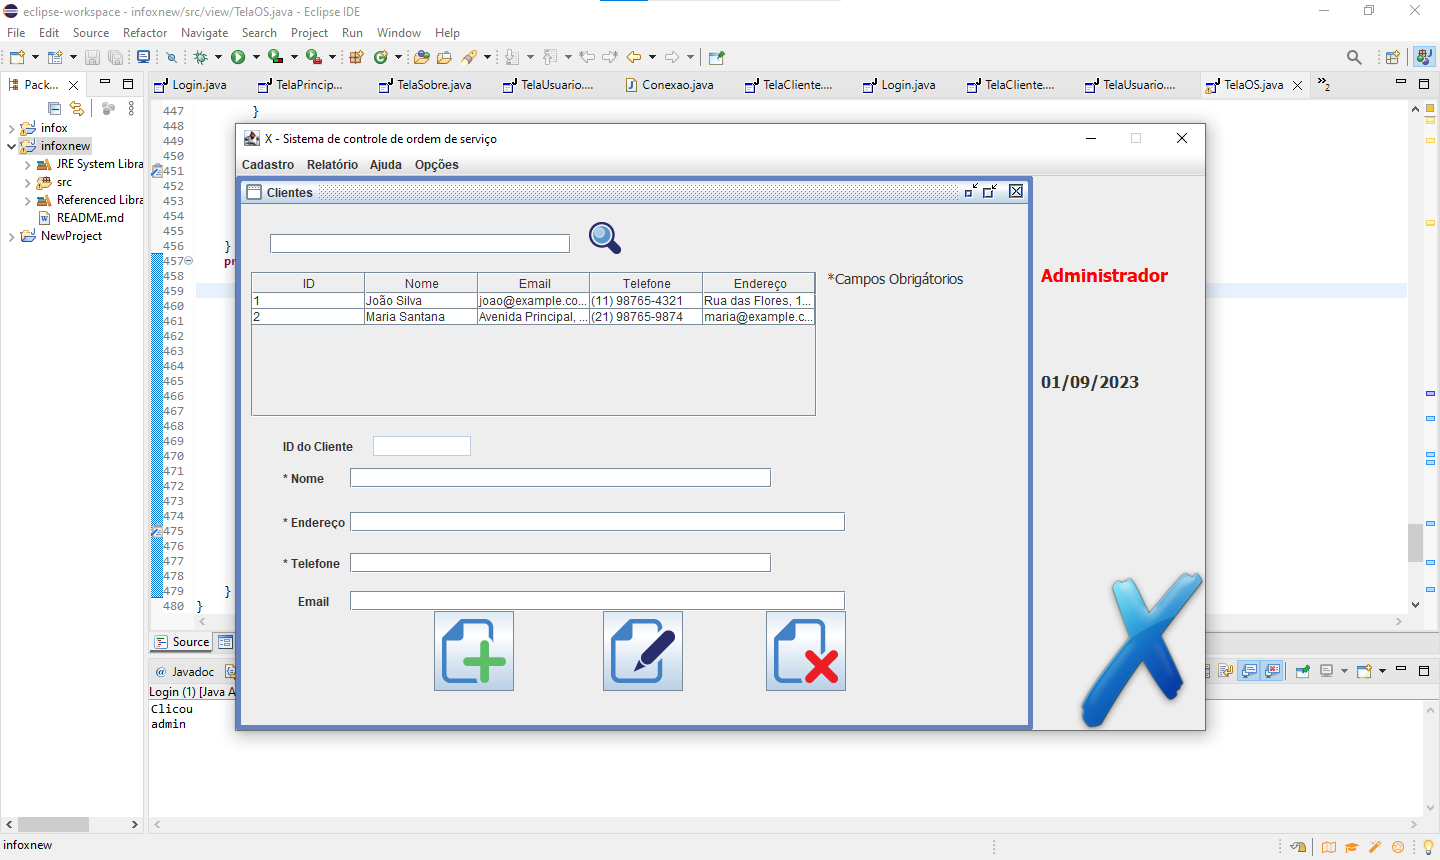 eclipse-workspace - infoxnew/src/view/TelaOS.java - Eclipse IDE
File Edit Source Refactor Navigate Search Project Run Window Help
Pack...
Login.java TelaPrincip... TelaSobre.java TelaUsuario.... Conexao.java TelaCliente.... Login.java TelaCliente.... TelaUsuario.... TelaOS.java »2
infox
infoxnew
JRE System Libra
src
Referenced Libra
README.md
NewProject
447 }
448
449
450
451
452
453
454
455
456 }
457 pr
458
459
460
461
462
463
464
465
466
467
468
469
470
471
472
473
474
475
476
477
478
479 }
480 }
X - Sistema de controle de ordem de serviço
Cadastro Relatório Ajuda Opções
Clientes
ID Nome Email Telefone Endereço
1 João Silva joao@example.co... (11) 98765-4321 Rua das Flores, 1...
2 Maria Santana Avenida Principal, ... (21) 98765-9874 maria@example.c...
*Campos Obrigátorios
Administrador
01/09/2023
ID do Cliente
* Nome
* Endereço
* Telefone
Email
Source
@ Javadoc
Login (1) [Java A
Clicou
admin
infoxnew